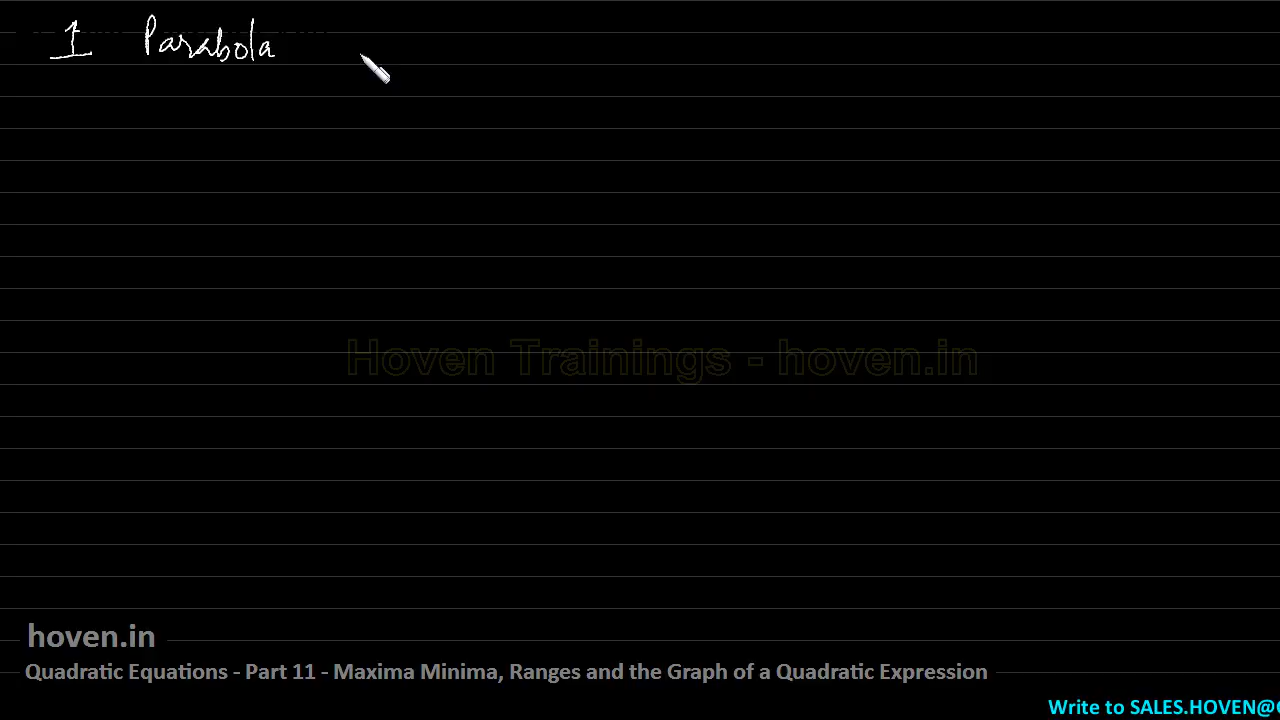 1 Parabola
Hoven Trainings - hoven.in
hoven.in
Quadratic Equations - Part 11 - Maxima Minima, Ranges and the Graph of a Quadratic Expression
Write to SALES.HOVEN@